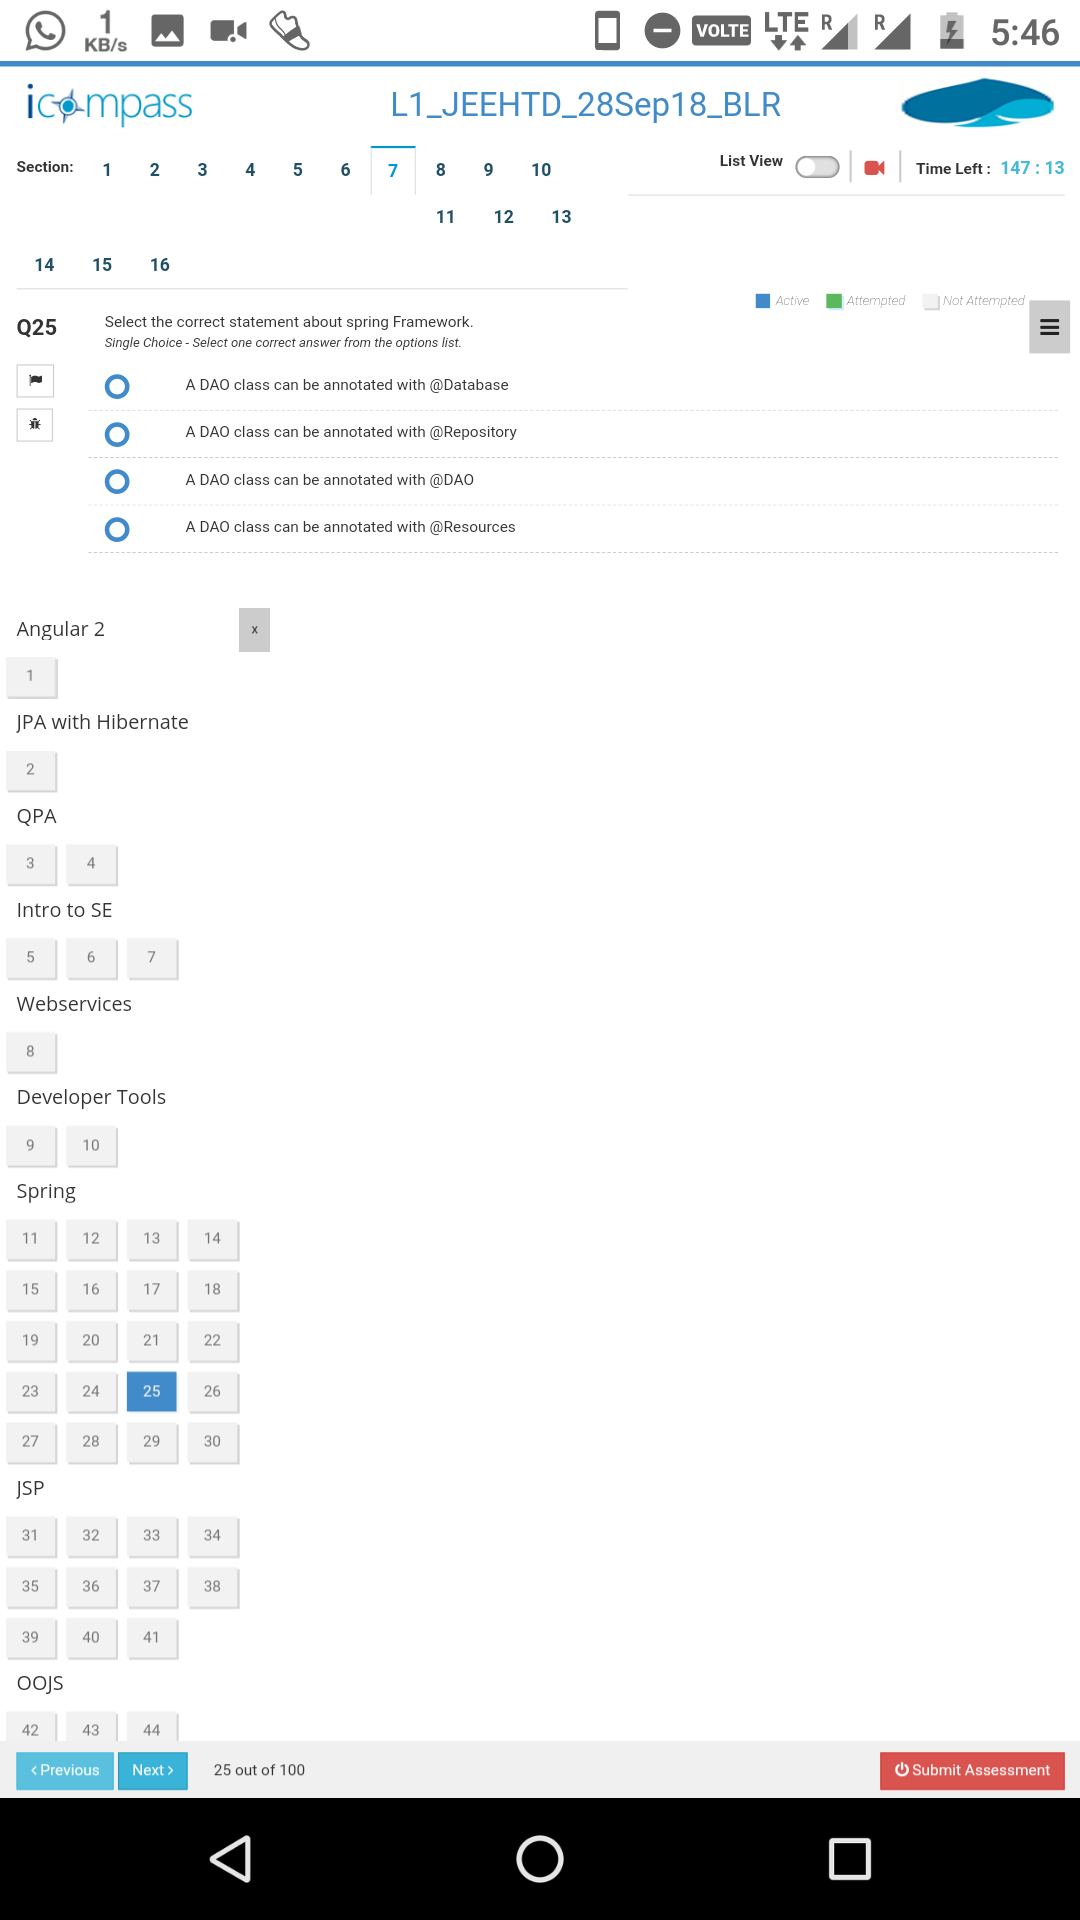 1
KB/s
VOLTE
LTE
R
R
5:46
icompass
L1_JEEHTD_28Sep18_BLR
Section: 1 2 3 4 5 6 7 8 9 10
List View
Time Left : 147 : 13
11 12 13
14 15 16
Active Attempted Not Attempted
Q25
Select the correct statement about spring Framework.
Single Choice - Select one correct answer from the options list.
A DAO class can be annotated with @Database
A DAO class can be annotated with @Repository
A DAO class can be annotated with @DAO
A DAO class can be annotated with @Resources
Angular 2
x
1
JPA with Hibernate
2
QPA
3 4
Intro to SE
5 6 7
Webservices
8
Developer Tools
9 10
Spring
11 12 13 14
15 16 17 18
19 20 21 22
23 24 25 26
27 28 29 30
JSP
31 32 33 34
35 36 37 38
39 40 41
OOJS
42 43 44
Previous Next 25 out of 100 Submit Assessment